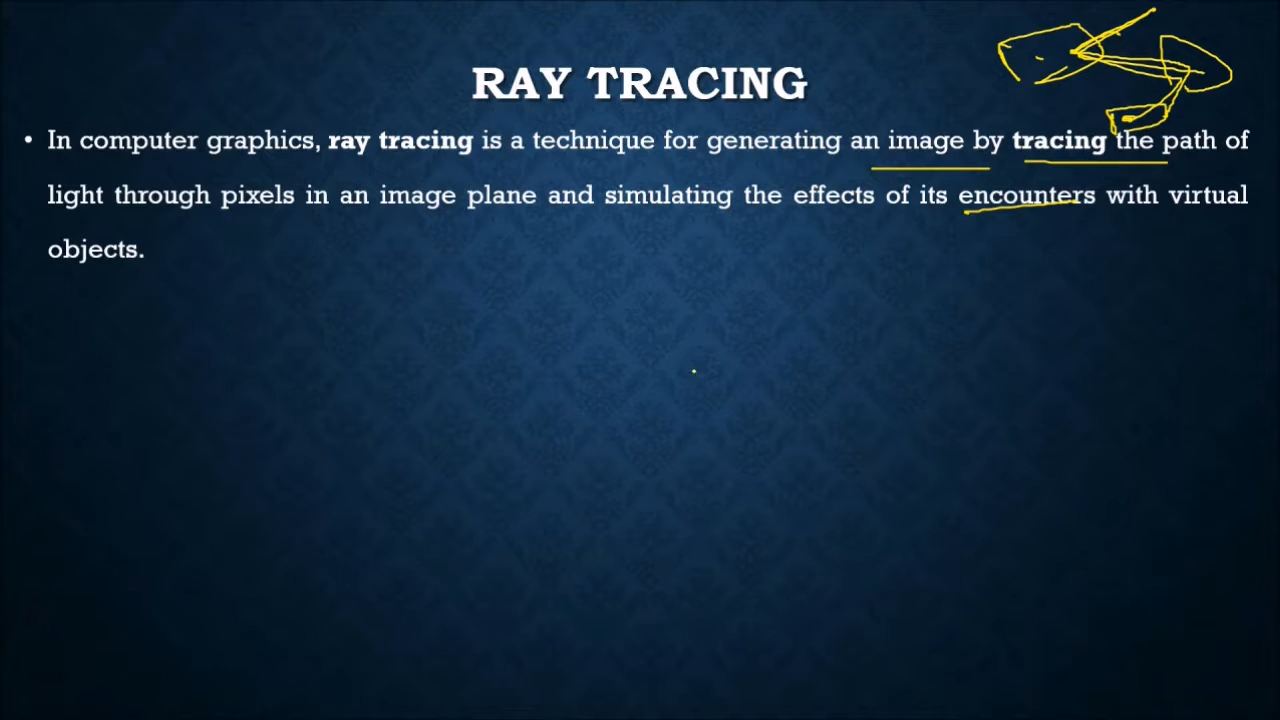 RAY TRACING
• In computer graphics, ray tracing is a technique for generating an image by tracing the path of
light through pixels in an image plane and simulating the effects of its encounters with virtual
objects.